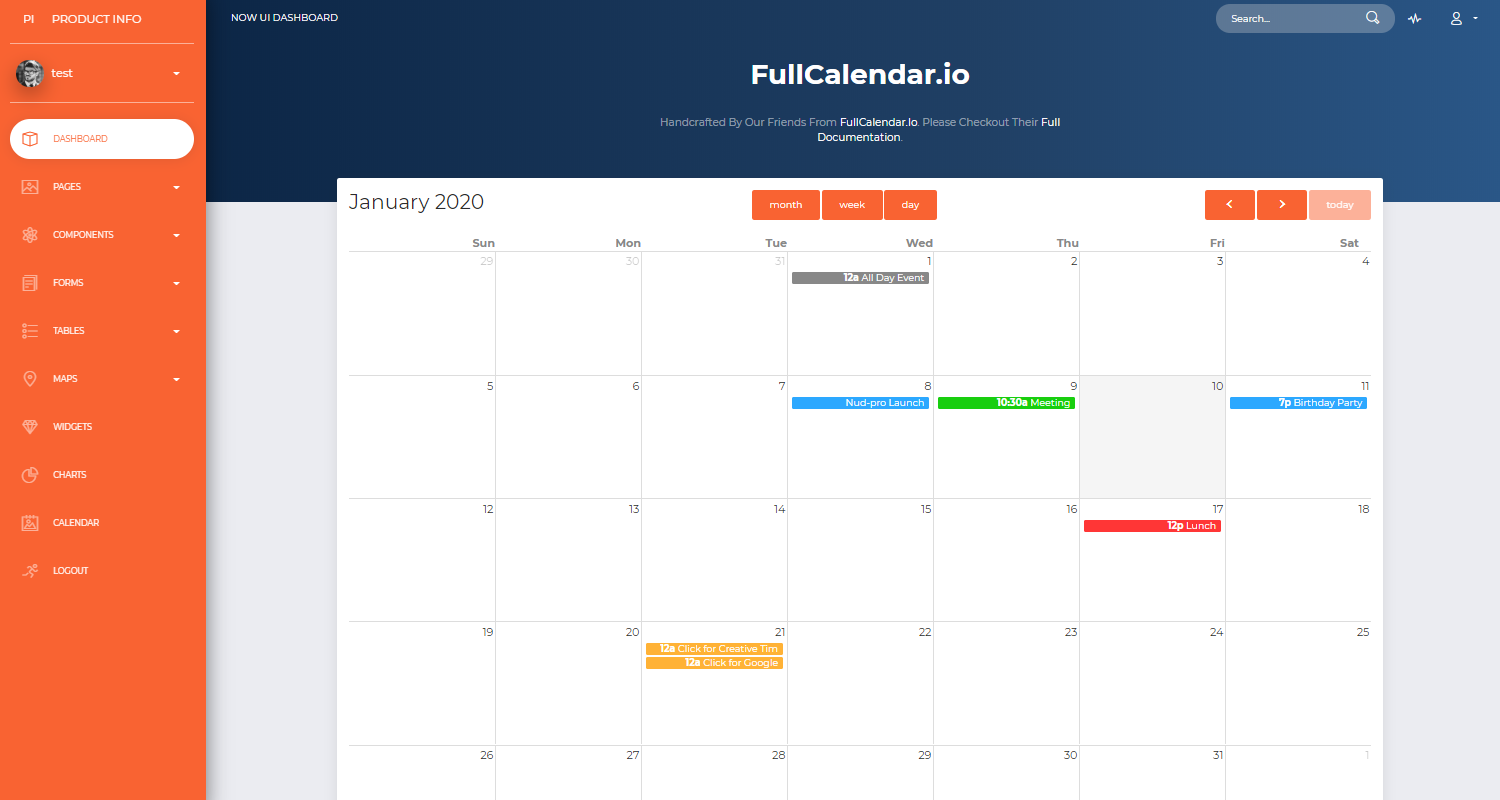 PI PRODUCT INFO
test
DASHBOARD
PAGES
COMPONENTS
FORMS
TABLES
MAPS
WIDGETS
CHARTS
CALENDAR
LOGOUT
NOW UI DASHBOARD
Search...
FullCalendar.io
Handcrafted By Our Friends From FullCalendar.Io. Please Checkout Their Full
Documentation.
January 2020
month week day
today
Sun Mon Tue Wed Thu Fri Sat
29 30 31 1 2 3 4
12a All Day Event
5 6 7 8 9 10 11
Nud-pro Launch 10:30a Meeting 7p Birthday Party
12 13 14 15 16 17 18
12p Lunch
19 20 21 22 23 24 25
12a Click for Creative Tim
12a Click for Google
26 27 28 29 30 31 1